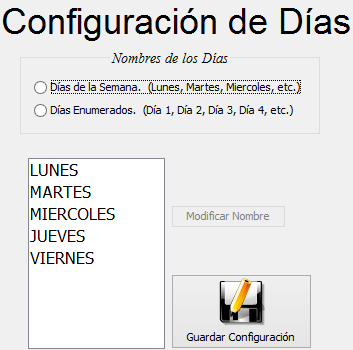 Configuración de Días
Nombres de los Días
Días de la Semana. (Lunes, Martes, Miercoles, etc.)
Días Enumerados. (Día 1, Día 2, Día 3, Día 4, etc.)
LUNES
MARTES
MIERCOLES
JUEVES
VIERNES
Modificar Nombre
Guardar Configuración